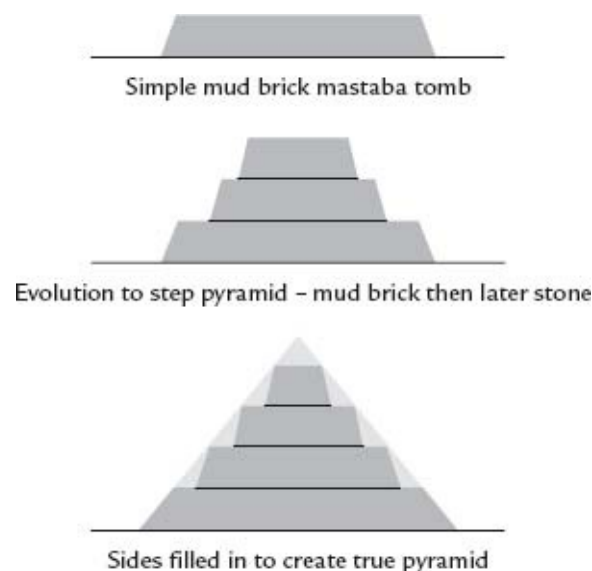 Simple mud brick mastaba tomb
Evolution to step pyramid – mud brick then later stone
Sides filled in to create true pyramid